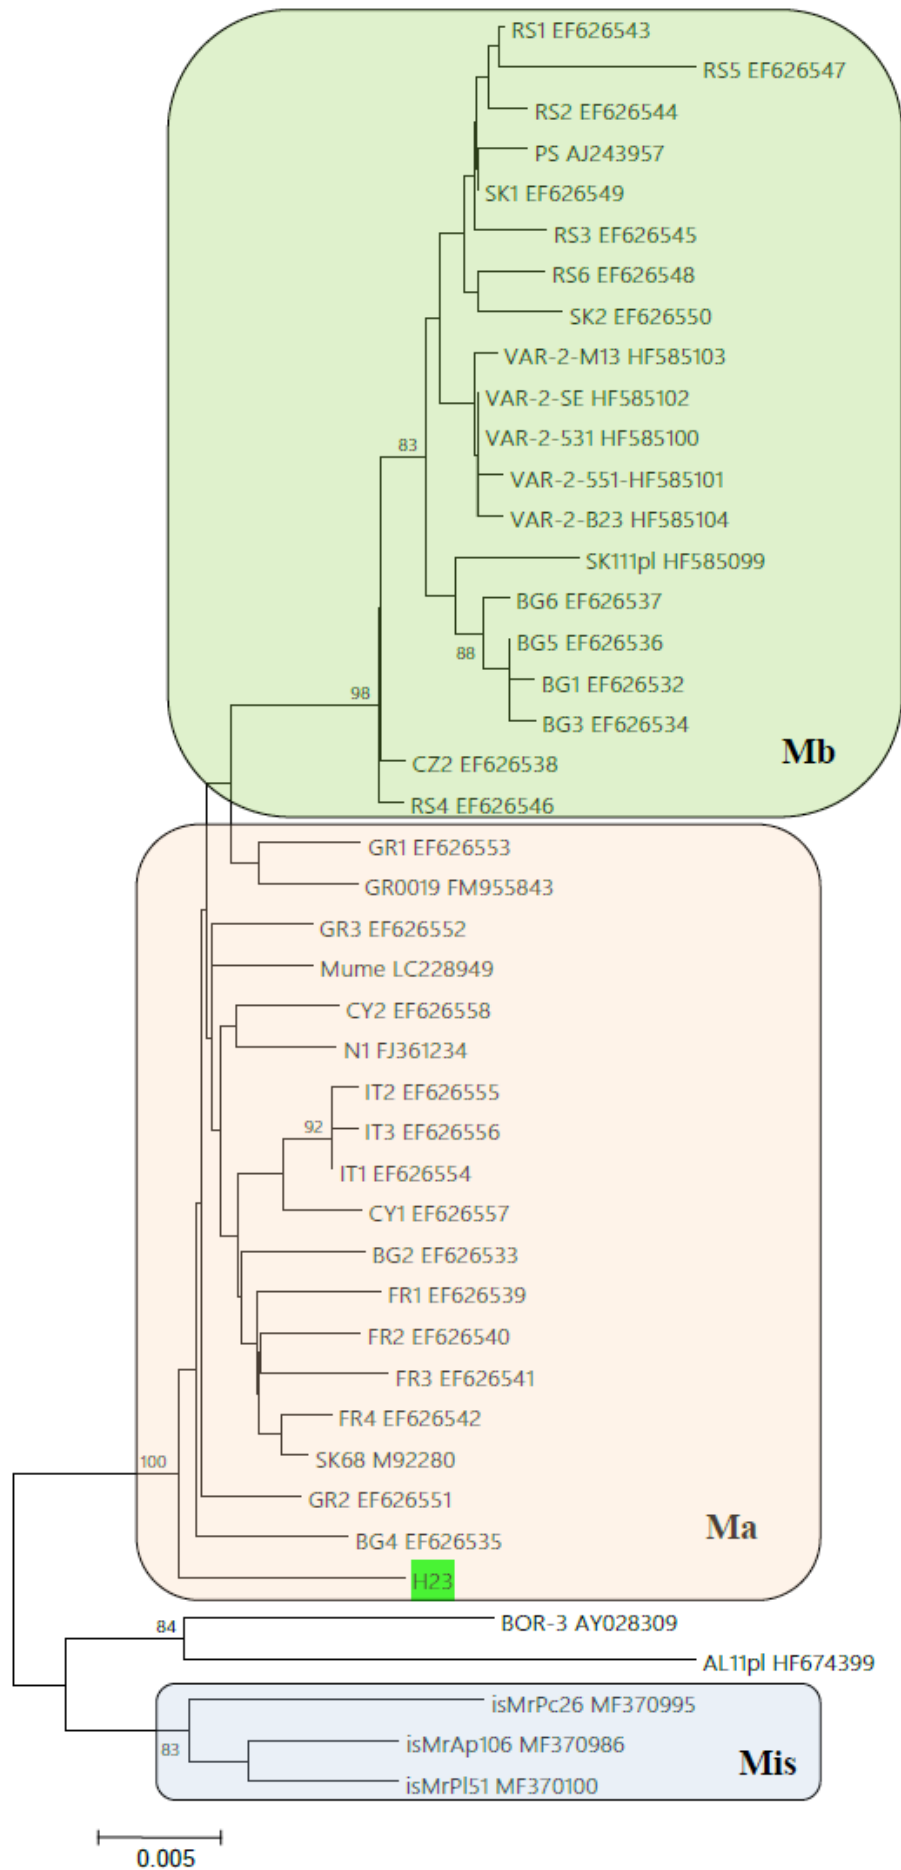 RS1 EF626543
RS5 EF626547
RS2 EF626544
PS AJ243957
SK1 EF626549
RS3 EF626545
RS6 EF626548
SK2 EF626550
VAR-2-M13 HF585103
VAR-2-SE HF585102
VAR-2-531 HF585100
83
VAR-2-551-HF585101
VAR-2-B23 HF585104
SK111pl HF585099
BG6 EF626537
BG5 EF626536
88
BG1 EF626532
98
BG3 EF626534
Mb
CZ2 EF626538
RS4 EF626546
GR1 EF626553
GR0019 FM955843
GR3 EF626552
Mume LC228949
CY2 EF626558
N1 FJ361234
IT2 EF626555
92
IT3 EF626556
IT1 EF626554
CY1 EF626557
BG2 EF626533
FR1 EF626539
FR2 EF626540
FR3 EF626541
FR4 EF626542
100
SK68 M92280
GR2 EF626551
Ma
BG4 EF626535
H23
84
BOR-3 AY028309
AL11pl HF674399
isMrPc26 MF370995
83
isMrAp106 MF370986
Mis
isMrPl51 MF370100
0.005